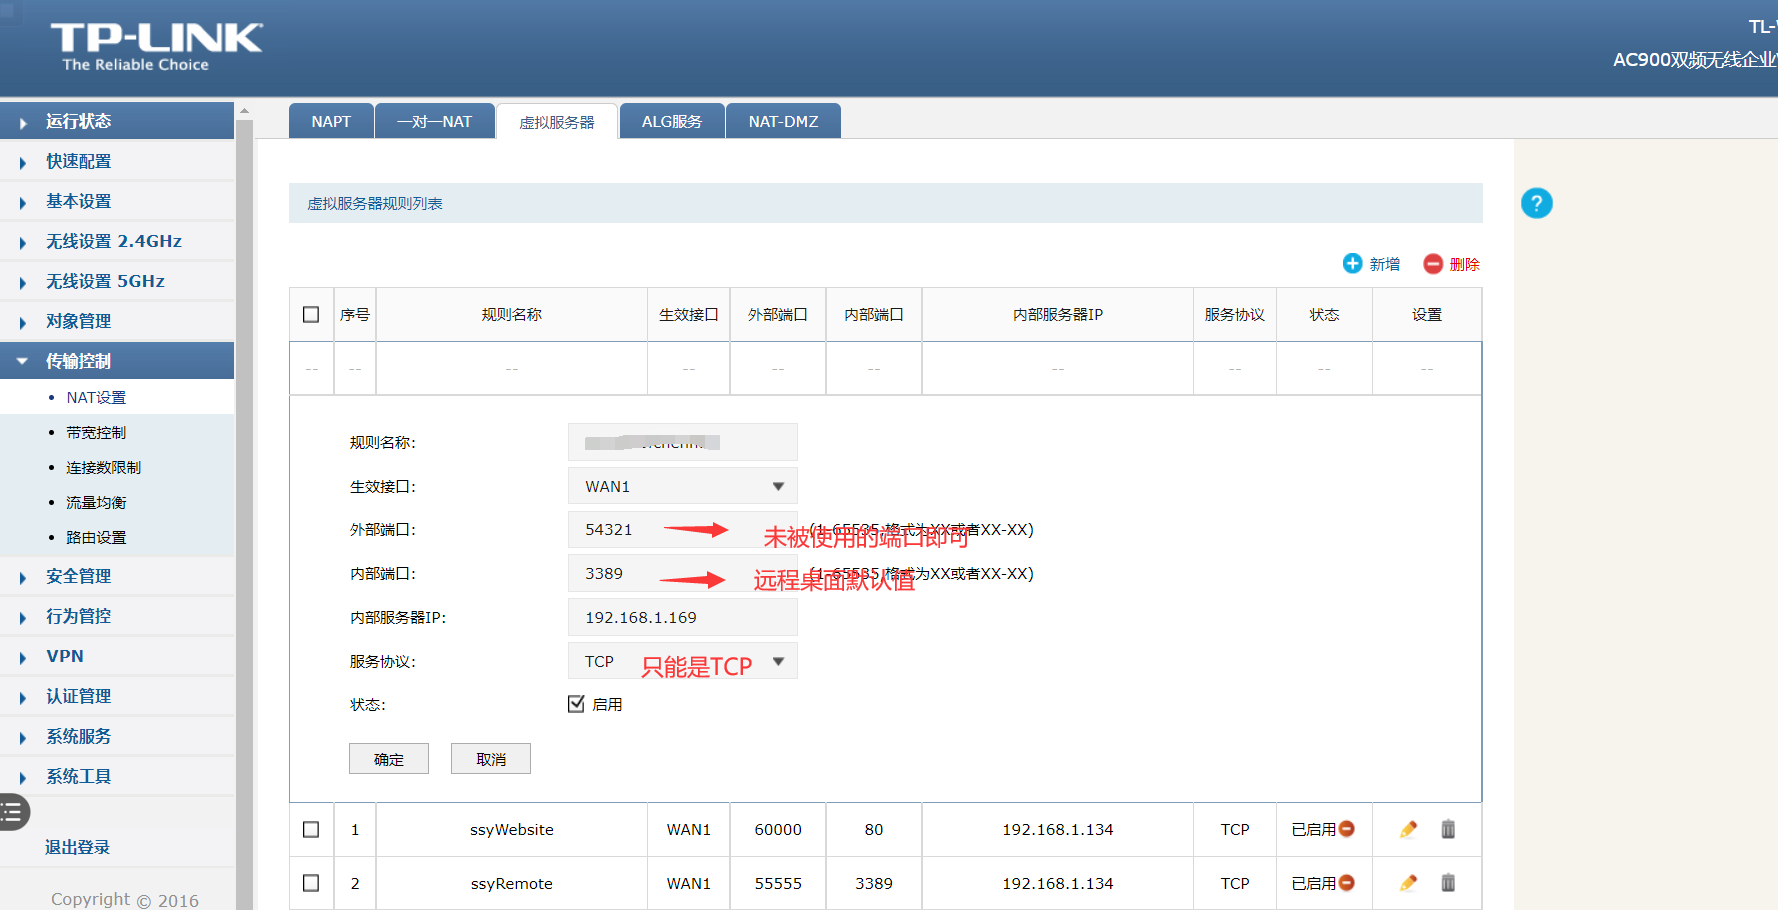 TP-LINK
The Reliable Choice
TL-
AC900双频无线企业
运行状态
快速配置
基本设置
无线设置 2.4GHz
无线设置 5GHz
对象管理
传输控制
NAT设置
带宽控制
连接数限制
流量均衡
路由设置
安全管理
行为管控
VPN
认证管理
系统服务
系统工具
退出登录
Copyright © 2016
NAPT 一对一NAT 虚拟服务器 ALG服务 NAT-DMZ
虚拟服务器规则列表
?
新增 删除
序号 规则名称 生效接口 外部端口 内部端口 内部服务器IP 服务协议 状态 设置
-- -- -- -- -- -- -- -- -- --
规则名称:
生效接口: WAN1
外部端口: 54321 (1-65535,格式为XX或者XX-XX)
未被使用的端口即可
内部端口: 3389 (1-65535,格式为XX或者XX-XX)
远程桌面默认值
内部服务器IP: 192.168.1.169
服务协议: TCP 只能是TCP
状态: 启用
确定 取消
1 ssyWebsite WAN1 60000 80 192.168.1.134 TCP 已启用
2 ssyRemote WAN1 55555 3389 192.168.1.134 TCP 已启用